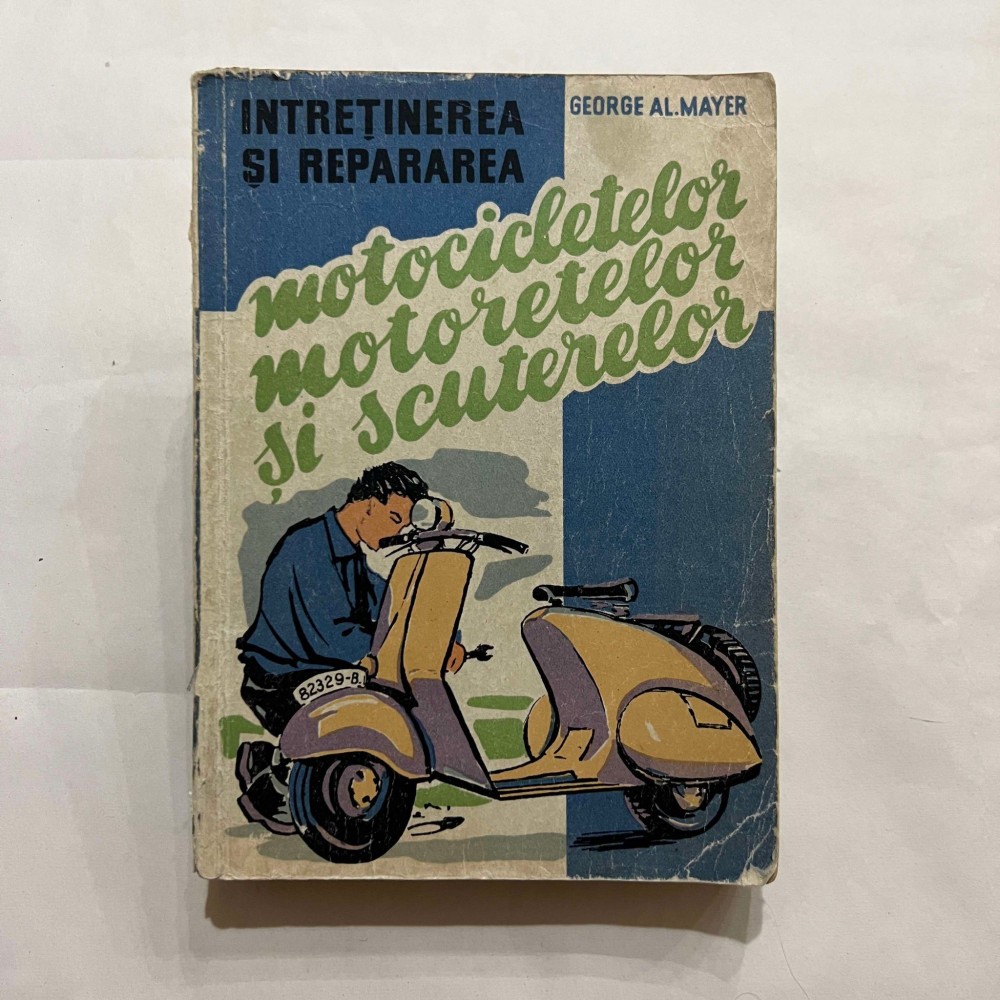 INTREȚINEREA
ȘI REPARAREA
GEORGE AL. MAYER
motocicletelor
motoretelor
și scuterelor
82329-B.